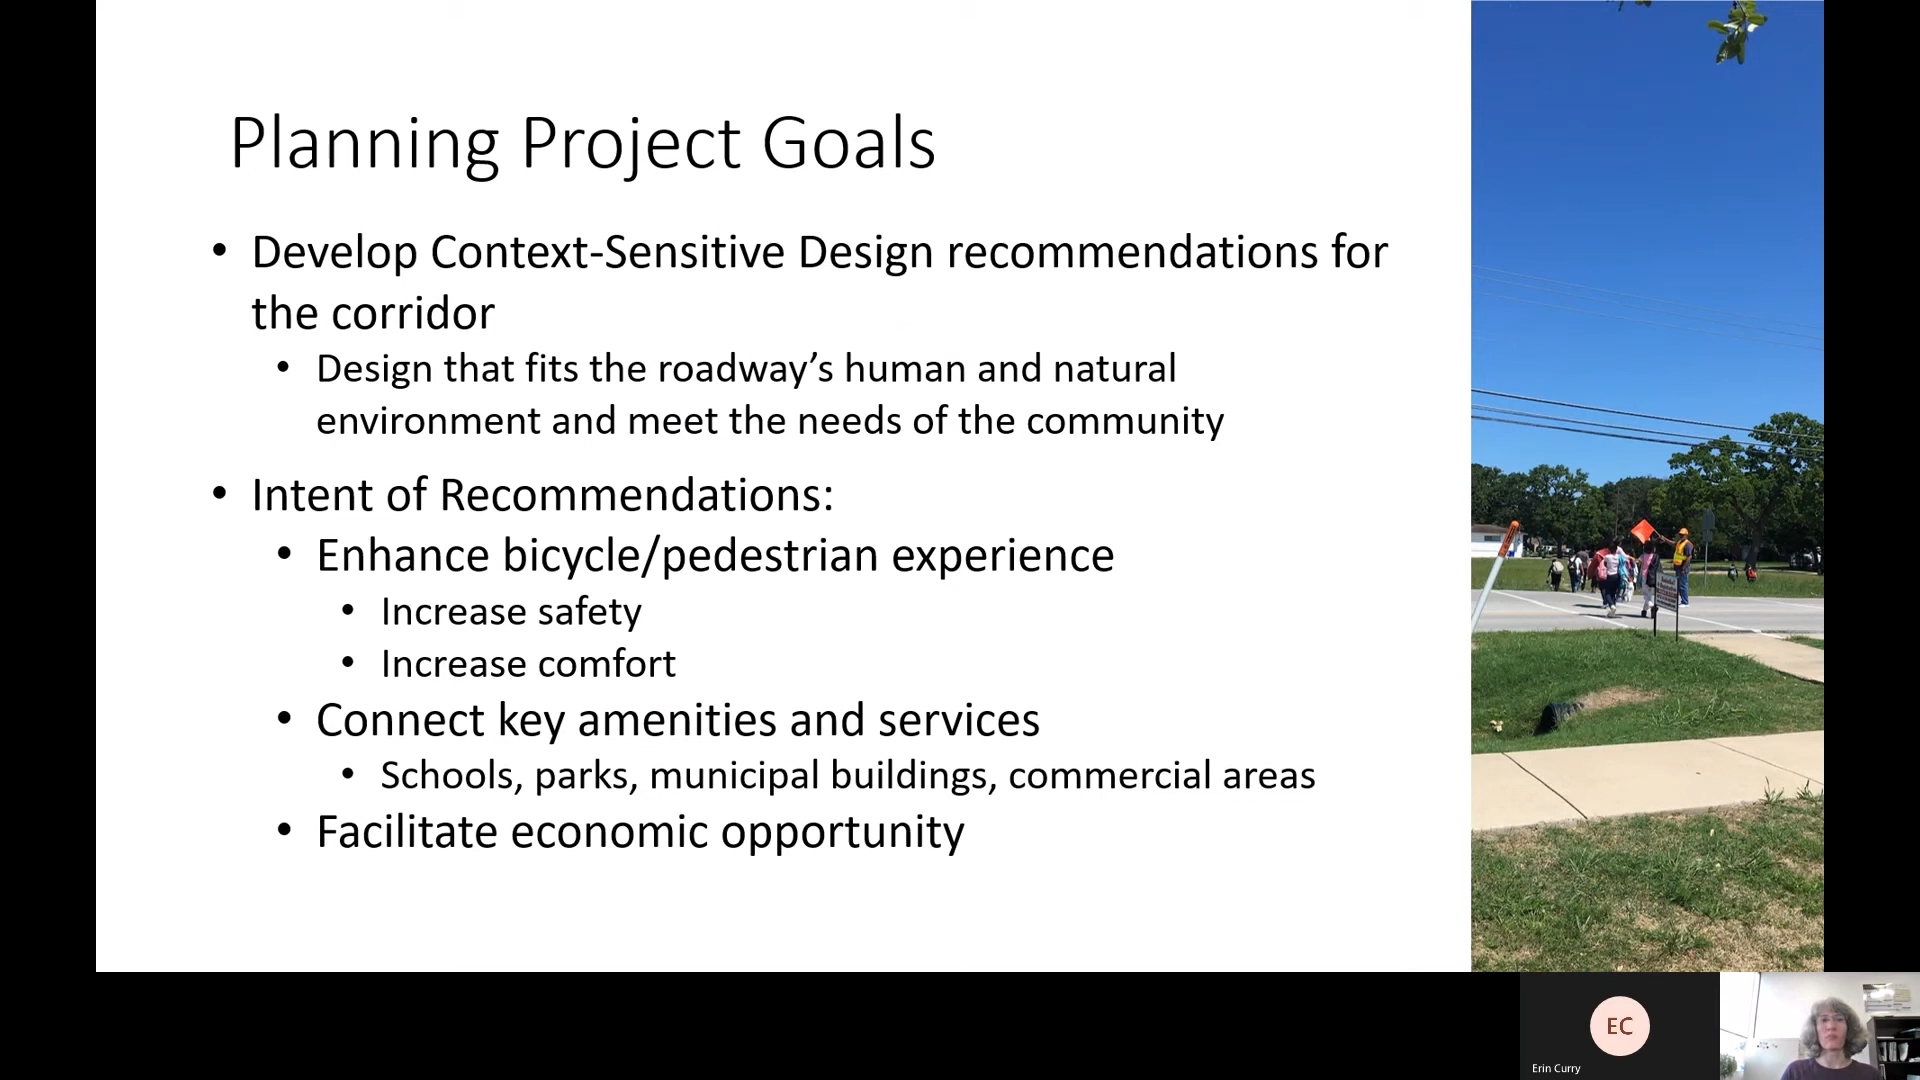 Planning Project Goals
• Develop Context-Sensitive Design recommendations for
the corridor
• Design that fits the roadway’s human and natural
environment and meet the needs of the community
• Intent of Recommendations:
• Enhance bicycle/pedestrian experience
• Increase safety
• Increase comfort
• Connect key amenities and services
• Schools, parks, municipal buildings, commercial areas
• Facilitate economic opportunity
EC
Erin Curry